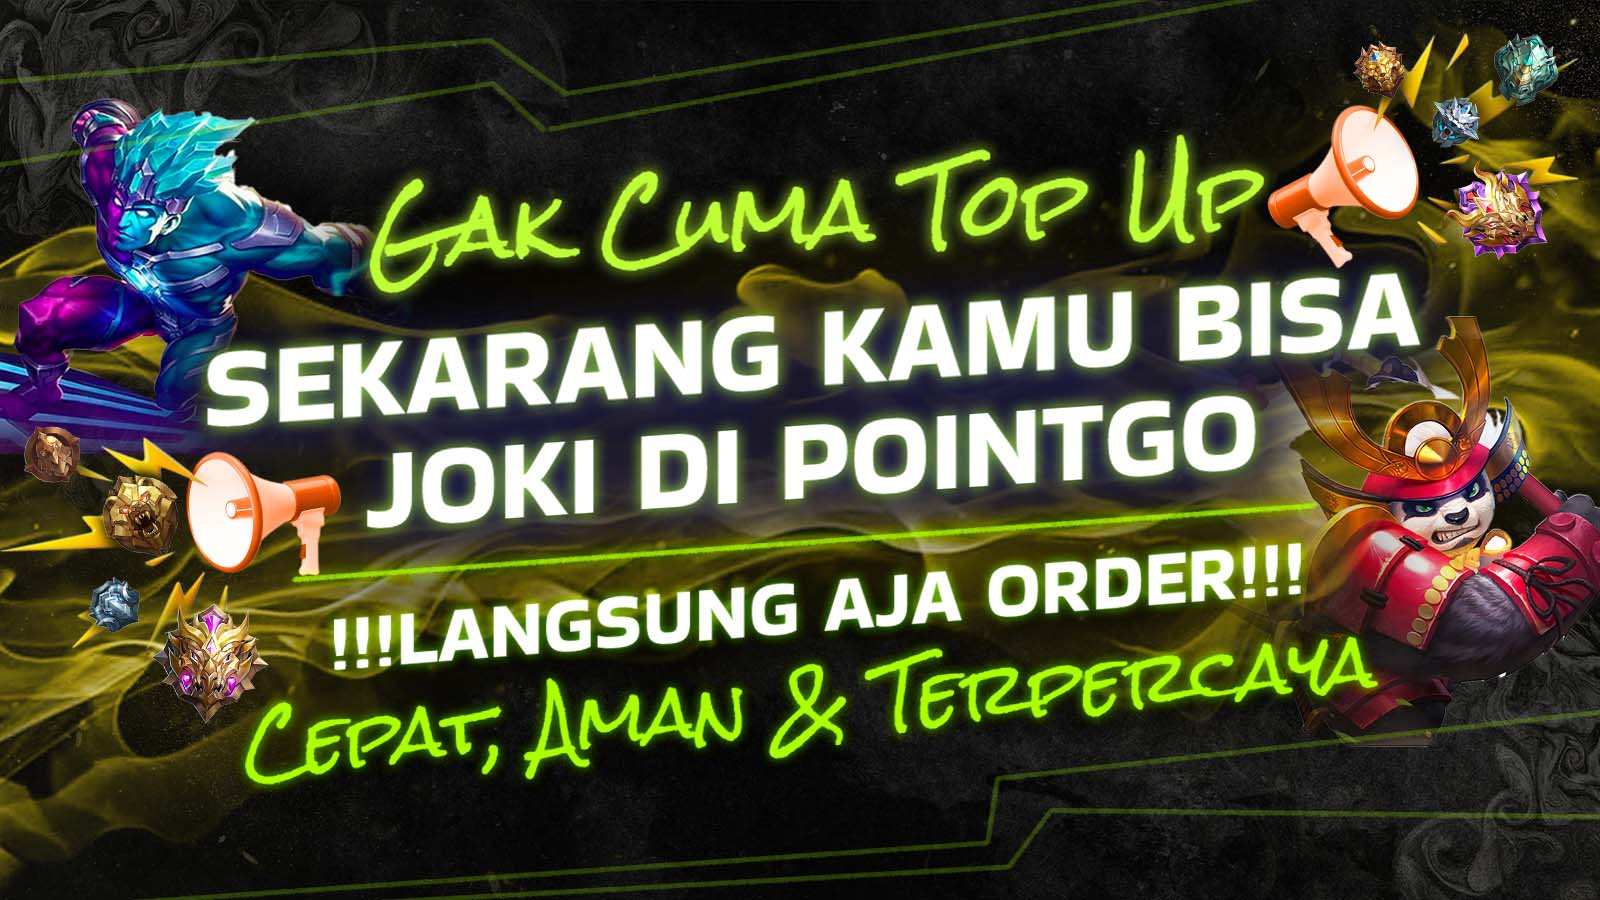 Gak Cuma Top Up
SEKARANG KAMU BISA
JOKI DI POINTGO
!!!LANGSUNG AJA ORDER!!!
Cepat, Aman & Terpercaya